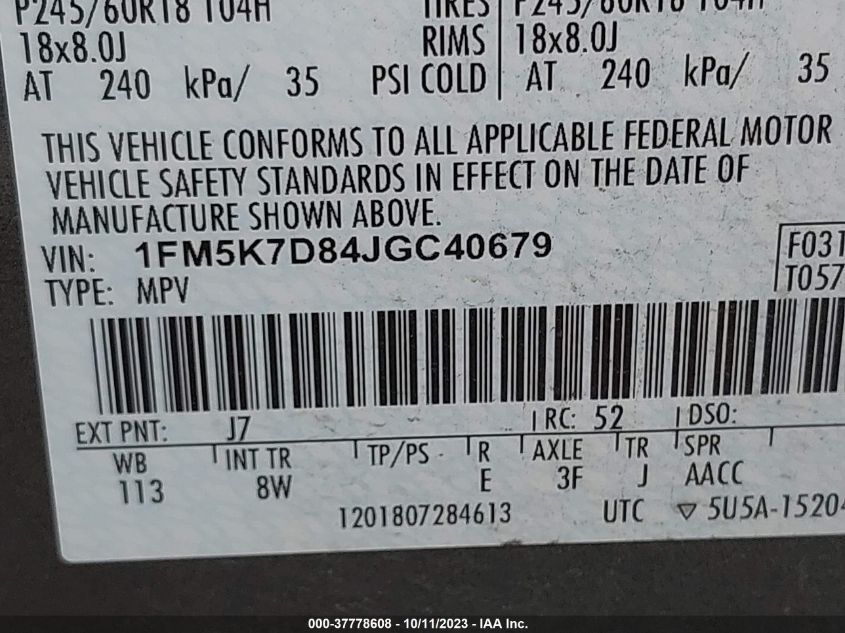 P245/60R18 104H TIRES P245/60R18 104H
18x8.0J RIMS 18x8.0J
AT 240 kPa/ 35 PSI COLD AT 240 kPa/ 35
THIS VEHICLE CONFORMS TO ALL APPLICABLE FEDERAL MOTOR
VEHICLE SAFETY STANDARDS IN EFFECT ON THE DATE OF
MANUFACTURE SHOWN ABOVE.
VIN: 1FM5K7D84JGC40679 F031
TYPE: MPV T057
EXT PNT: J7 RC: 52 DSO:
WB INT TR TP/PS R AXLE TR SPR
113 8W E 3F J AACC
1201807284613 UTC ▽ 5U5A-15204
000-37778608 - 10/11/2023 - IAA Inc.